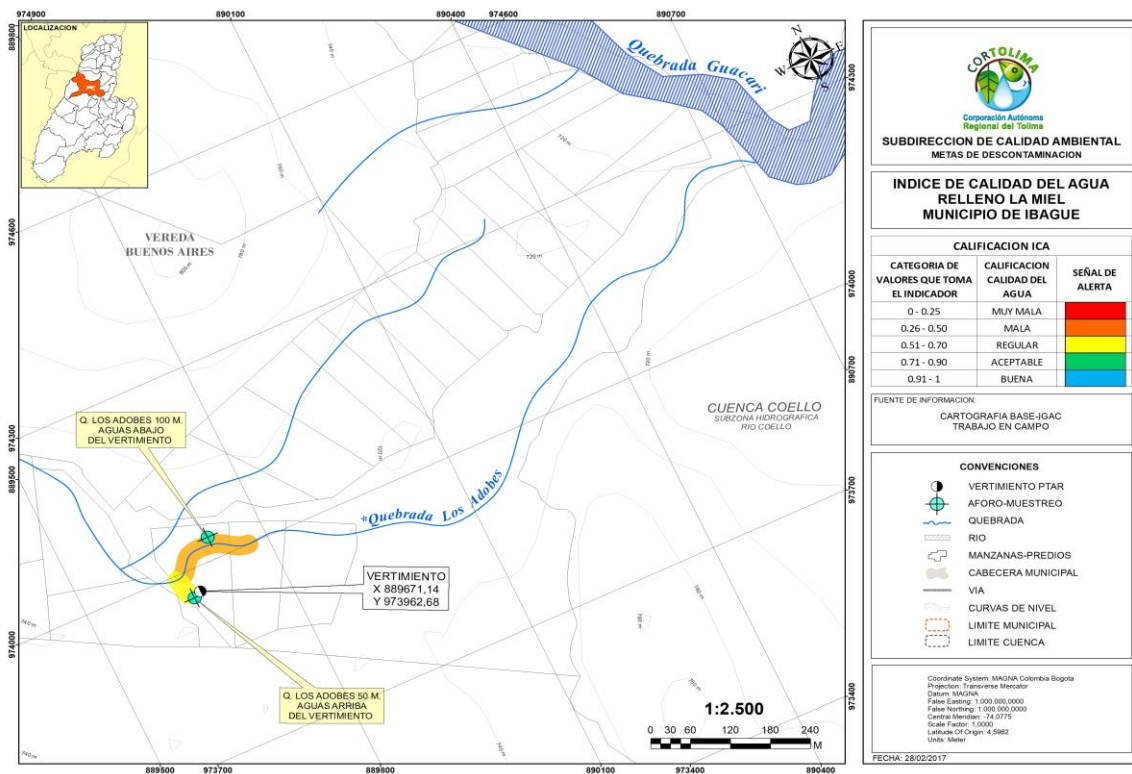 889900
890100
890400
890700
974600
974900
LOCALIZACION
889800
974300
Quebrada Guacari
N
E
S
W
VEREDA
BUENOS AIRES
974600
974000
890700
CUENCA COELLO
SUBZONA HIDROGRAFICA
RIO COELLO
Q. LOS ADOBES 100 M.
AGUAS ABAJO
DEL VERTIMIENTO
974300
889500
973700
*Quebrada Los Adobes
VERTIMIENTO
X 889671,14
Y 973962,68
974000
Q. LOS ADOBES 50 M.
AGUAS ARRIBA
DEL VERTIMIENTO
973400
1:2.500
0 30 60 120 180 240
M
889500
973700
889800
890100
973400
890400
740 m
760 m
780 m
800 m
720 m
CORTOLIMA
Corporación Autónoma
Regional del Tolima
SUBDIRECCION DE CALIDAD AMBIENTAL
METAS DE DESCONTAMINACION
INDICE DE CALIDAD DEL AGUA
RELLENO LA MIEL
MUNICIPIO DE IBAGUE
CALIFICACION ICA
CATEGORIA DE VALORES QUE TOMA EL INDICADOR
CALIFICACION CALIDAD DEL AGUA
SEÑAL DE ALERTA
0 - 0.25 MUY MALA
0.26 - 0.50 MALA
0.51 - 0.70 REGULAR
0.71 - 0.90 ACEPTABLE
0.91 - 1 BUENA
FUENTE DE INFORMACION:
CARTOGRAFIA BASE-IGAC
TRABAJO EN CAMPO
CONVENCIONES
VERTIMIENTO PTAR
AFORO-MUESTREO
QUEBRADA
RIO
MANZANAS-PREDIOS
CABECERA MUNICIPAL
VIA
CURVAS DE NIVEL
LIMITE MUNICIPAL
LIMITE CUENCA
Coordinate System: MAGNA Colombia Bogota
Projection: Transverse Mercator
Datum: MAGNA
False Easting: 1.000.000,0000
False Northing: 1.000.000,0000
Central Meridian: -74,0775
Scale Factor: 1,0000
Latitude Of Origin: 4,5962
Units: Meter
FECHA: 28/02/2017